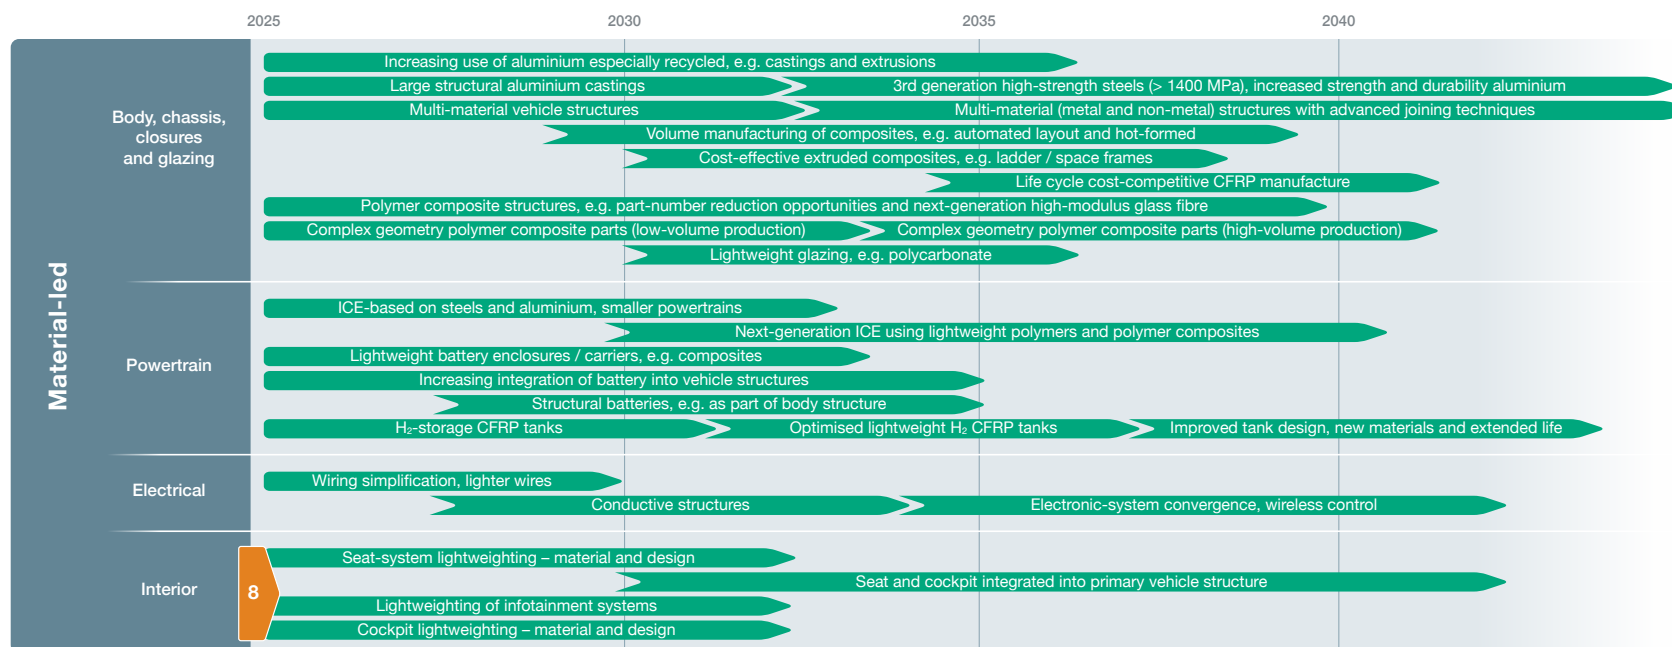 2025 2030 2035 2040
Material-led
Body, chassis,
closures
and glazing
Increasing use of aluminium especially recycled, e.g. castings and extrusions
Large structural aluminium castings
3rd generation high-strength steels (> 1400 MPa), increased strength and durability aluminium
Multi-material vehicle structures
Multi-material (metal and non-metal) structures with advanced joining techniques
Volume manufacturing of composites, e.g. automated layout and hot-formed
Cost-effective extruded composites, e.g. ladder / space frames
Life cycle cost-competitive CFRP manufacture
Polymer composite structures, e.g. part-number reduction opportunities and next-generation high-modulus glass fibre
Complex geometry polymer composite parts (low-volume production)
Complex geometry polymer composite parts (high-volume production)
Lightweight glazing, e.g. polycarbonate
Powertrain
ICE-based on steels and aluminium, smaller powertrains
Next-generation ICE using lightweight polymers and polymer composites
Lightweight battery enclosures / carriers, e.g. composites
Increasing integration of battery into vehicle structures
Structural batteries, e.g. as part of body structure
H₂-storage CFRP tanks
Optimised lightweight H₂ CFRP tanks
Improved tank design, new materials and extended life
Electrical
Wiring simplification, lighter wires
Conductive structures
Electronic-system convergence, wireless control
Interior
8
Seat-system lightweighting – material and design
Seat and cockpit integrated into primary vehicle structure
Lightweighting of infotainment systems
Cockpit lightweighting – material and design